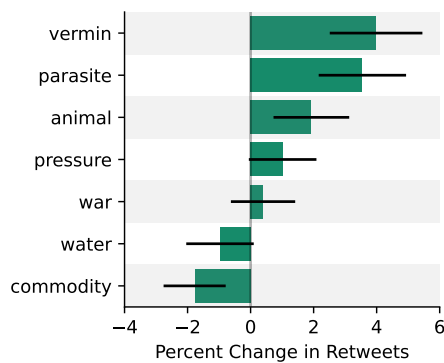 vermin
parasite
animal
pressure
war
water
commodity
−4 −2 0 2 4 6
Percent Change in Retweets